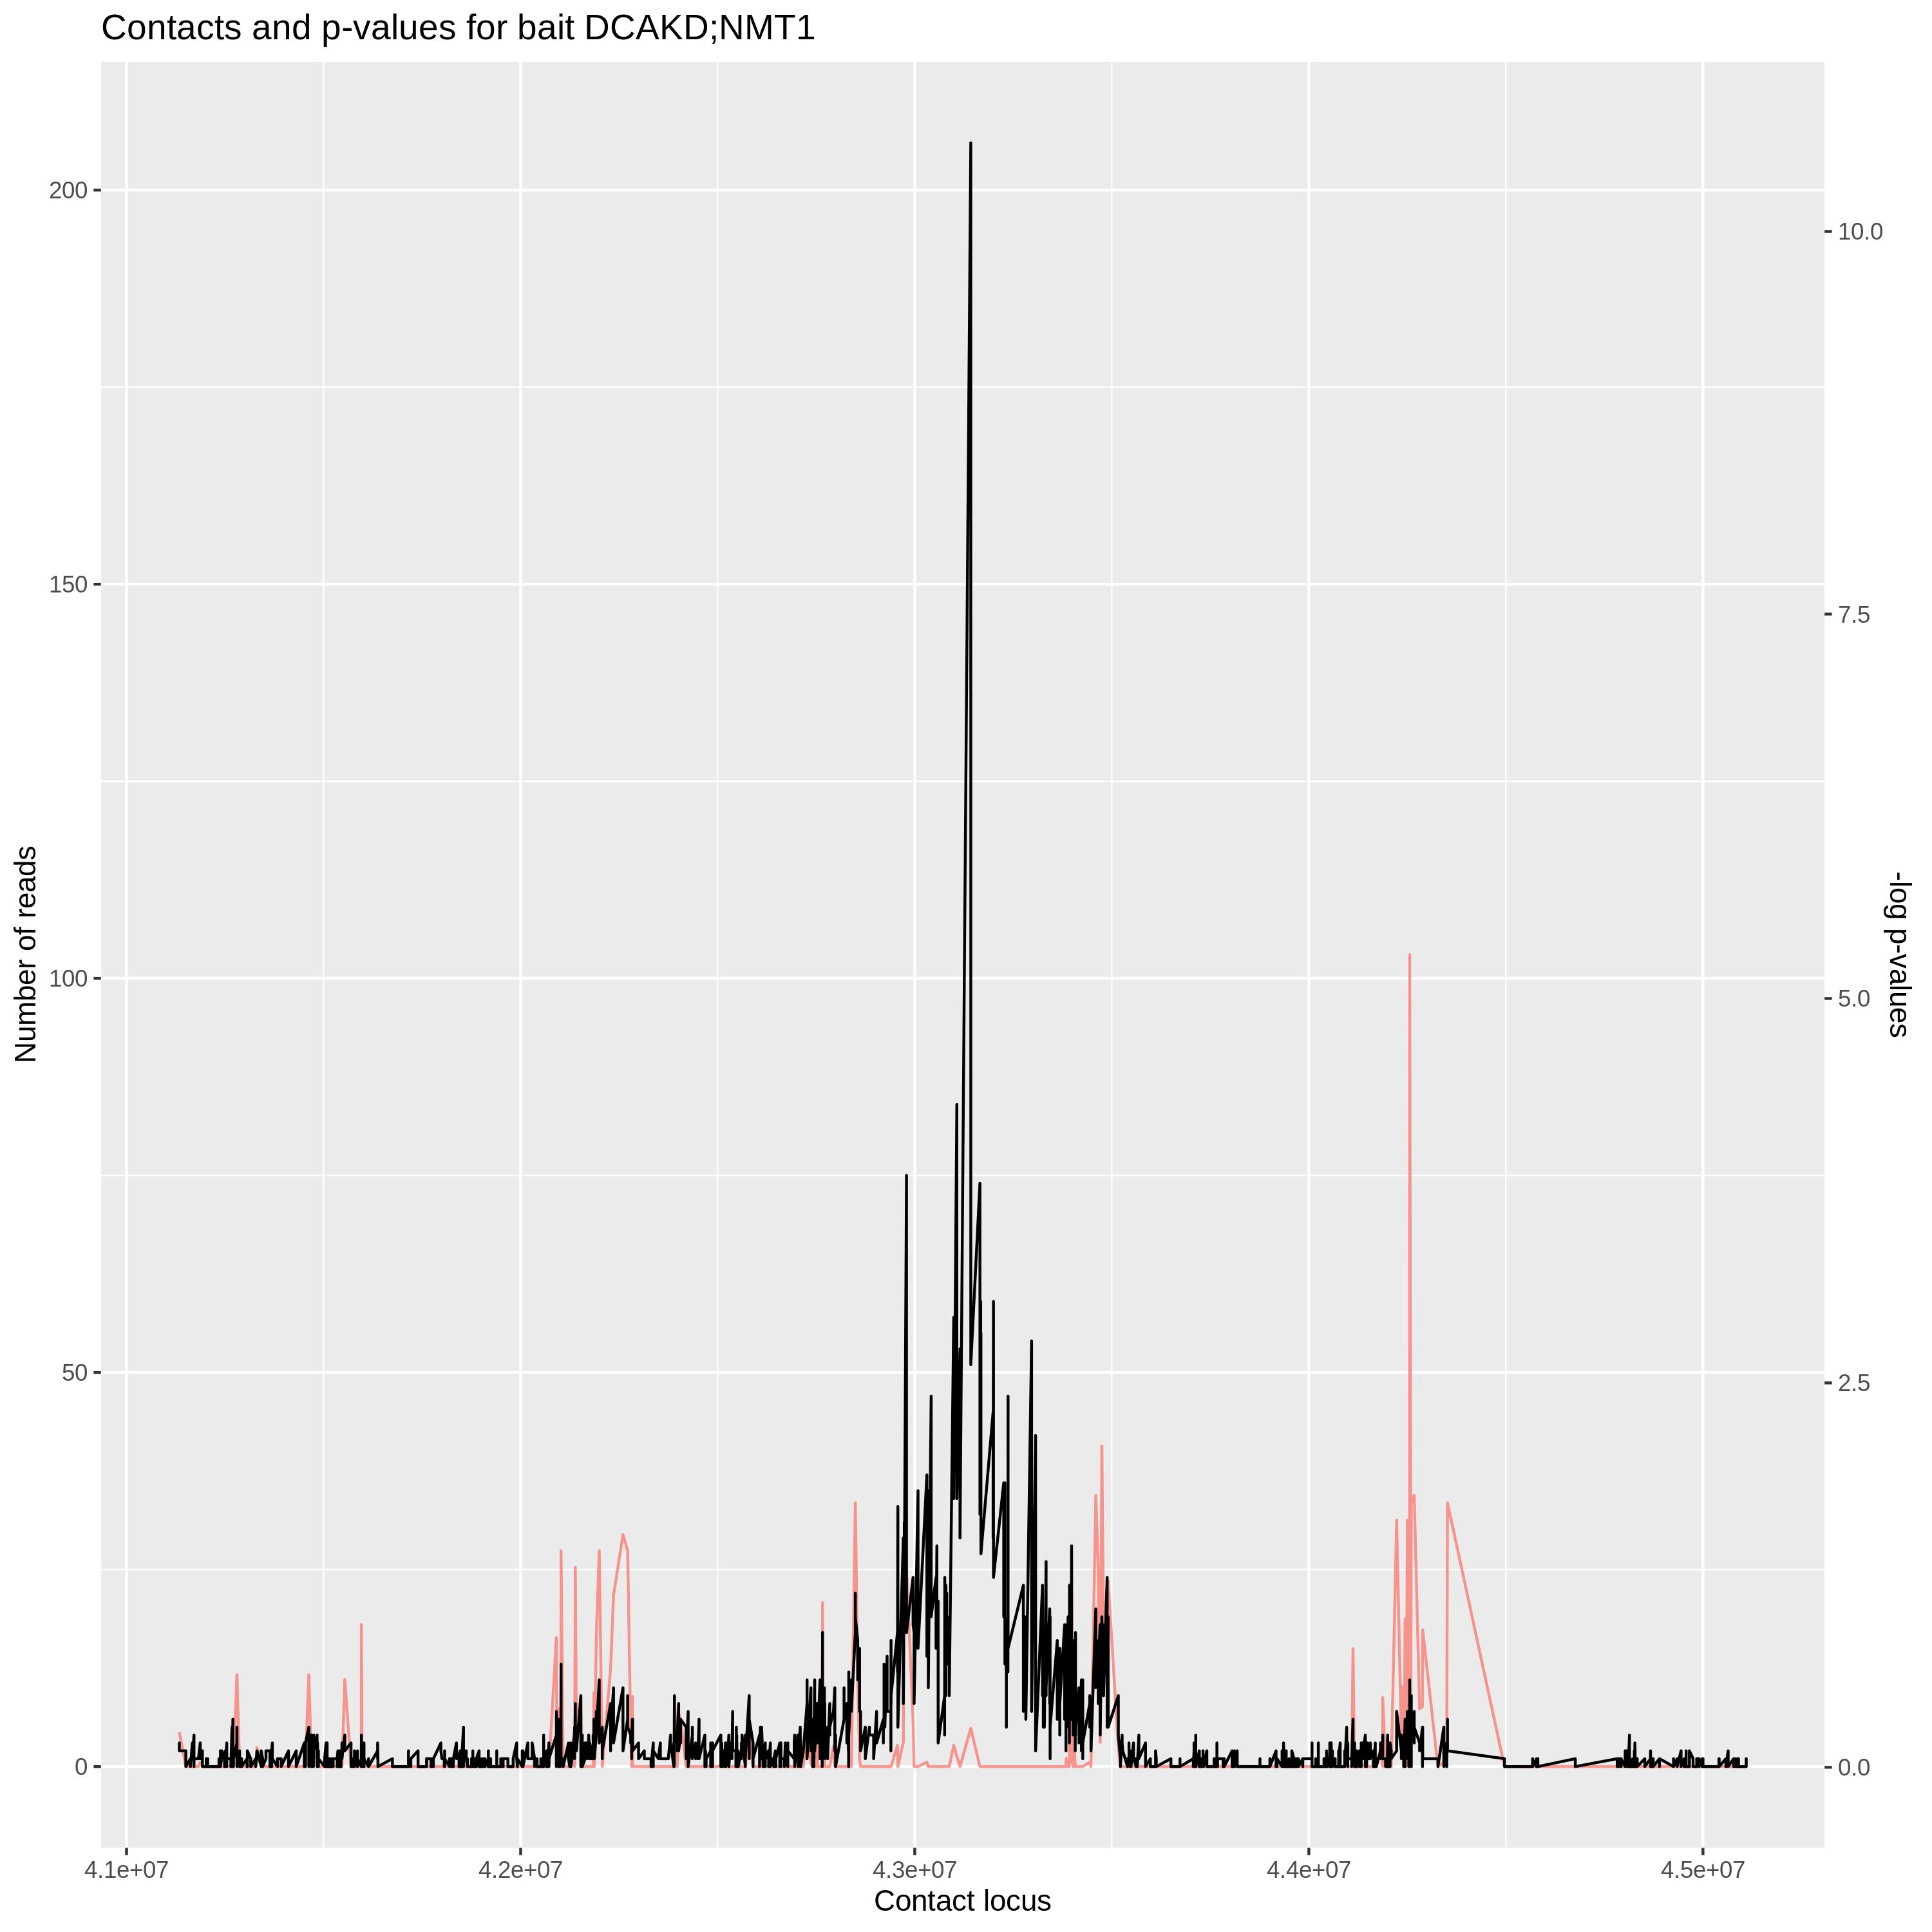 Contacts and p-values for bait DCAKD;NMT1
200
150
100
50
0
Number of reads
10.0
7.5
5.0
2.5
0.0
-log p-values
4.1e+07
4.2e+07
4.3e+07
4.4e+07
4.5e+07
Contact locus